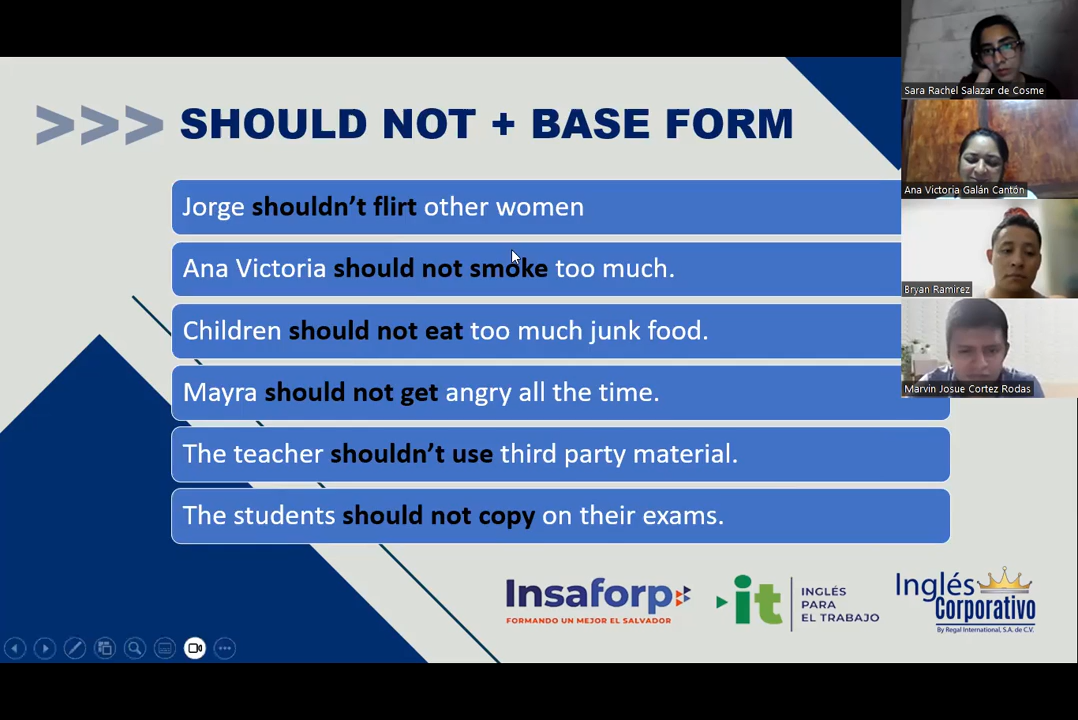 >>> SHOULD NOT + BASE FORM
Jorge shouldn't flirt other women
Ana Victoria should not smoke too much.
Children should not eat too much junk food.
Mayra should not get angry all the time.
The teacher shouldn't use third party material.
The students should not copy on their exams.
Insaforp
FORMANDO UN MEJOR EL SALVADOR
it
INGLÉS
PARA
EL TRABAJO
Inglés
Corporativo
By Regal International, S.A. de C.V.
Sara Rachel Salazar de Cosme
Ana Victoria Galán Cantón
Bryan Ramirez
Marvin Josue Cortez Rodas